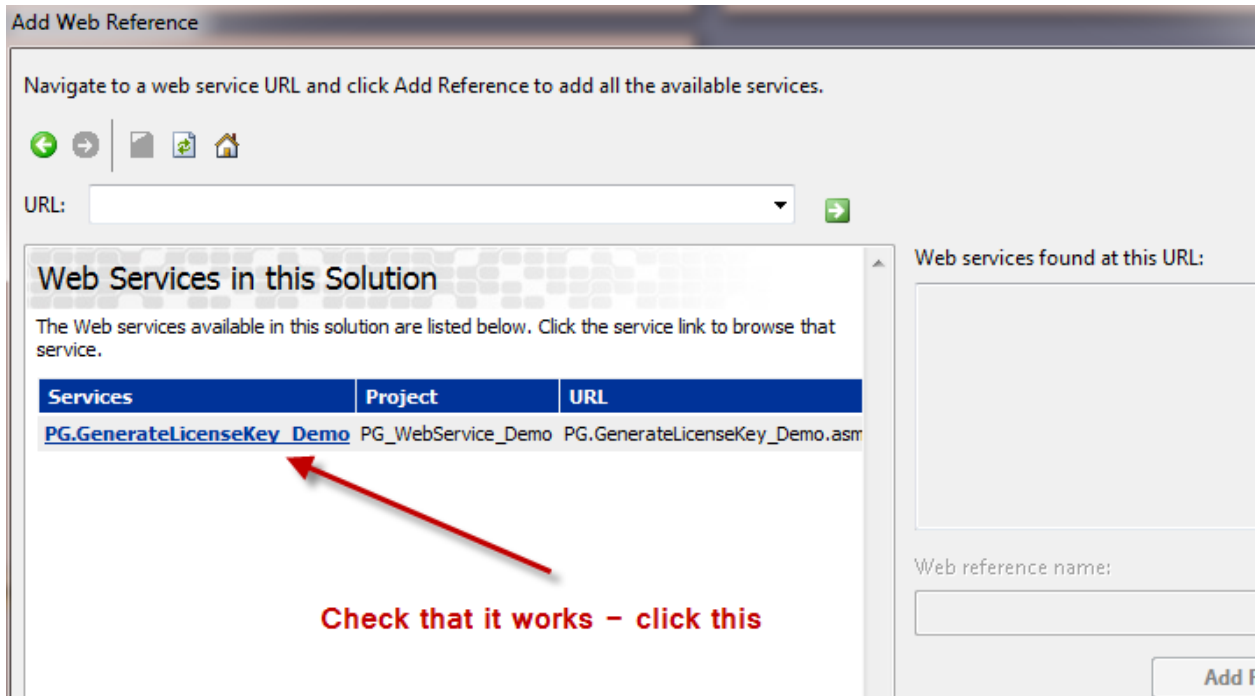 Add Web Reference
Navigate to a web service URL and click Add Reference to add all the available services.
URL:
Web Services in this Solution
The Web services available in this solution are listed below. Click the service link to browse that
service.
Services Project URL
PG.GenerateLicenseKey_Demo PG_WebService_Demo PG.GenerateLicenseKey_Demo.asm
Check that it works – click this
Web services found at this URL:
Web reference name:
Add